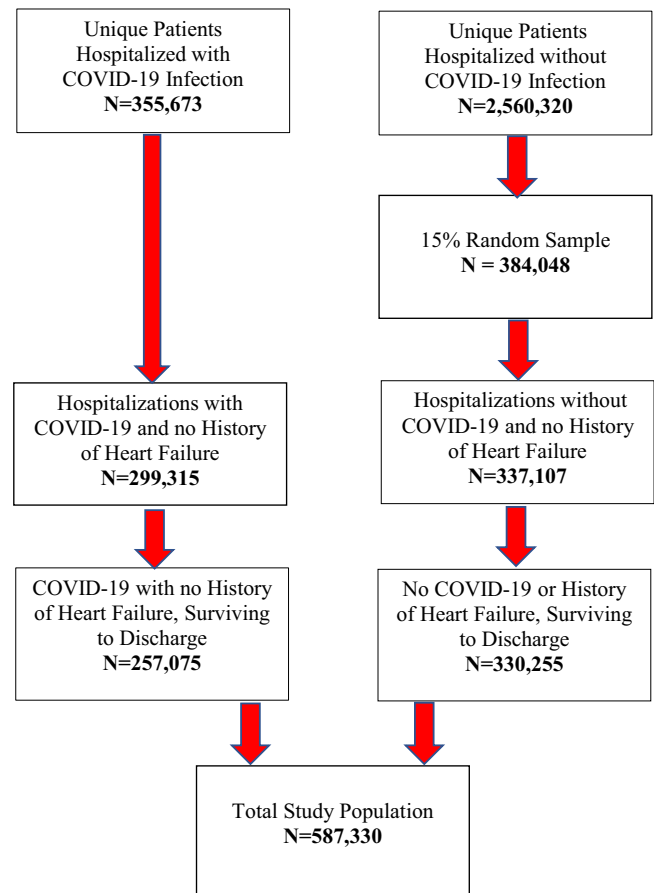 Unique Patients
Hospitalized with
COVID-19 Infection
N=355,673
Unique Patients
Hospitalized without
COVID-19 Infection
N=2,560,320
15% Random Sample
N = 384,048
Hospitalizations with
COVID-19 and no History
of Heart Failure
N=299,315
Hospitalizations without
COVID-19 and no History
of Heart Failure
N=337,107
COVID-19 with no History
of Heart Failure, Surviving
to Discharge
N=257,075
No COVID-19 or History
of Heart Failure, Surviving
to Discharge
N=330,255
Total Study Population
N=587,330